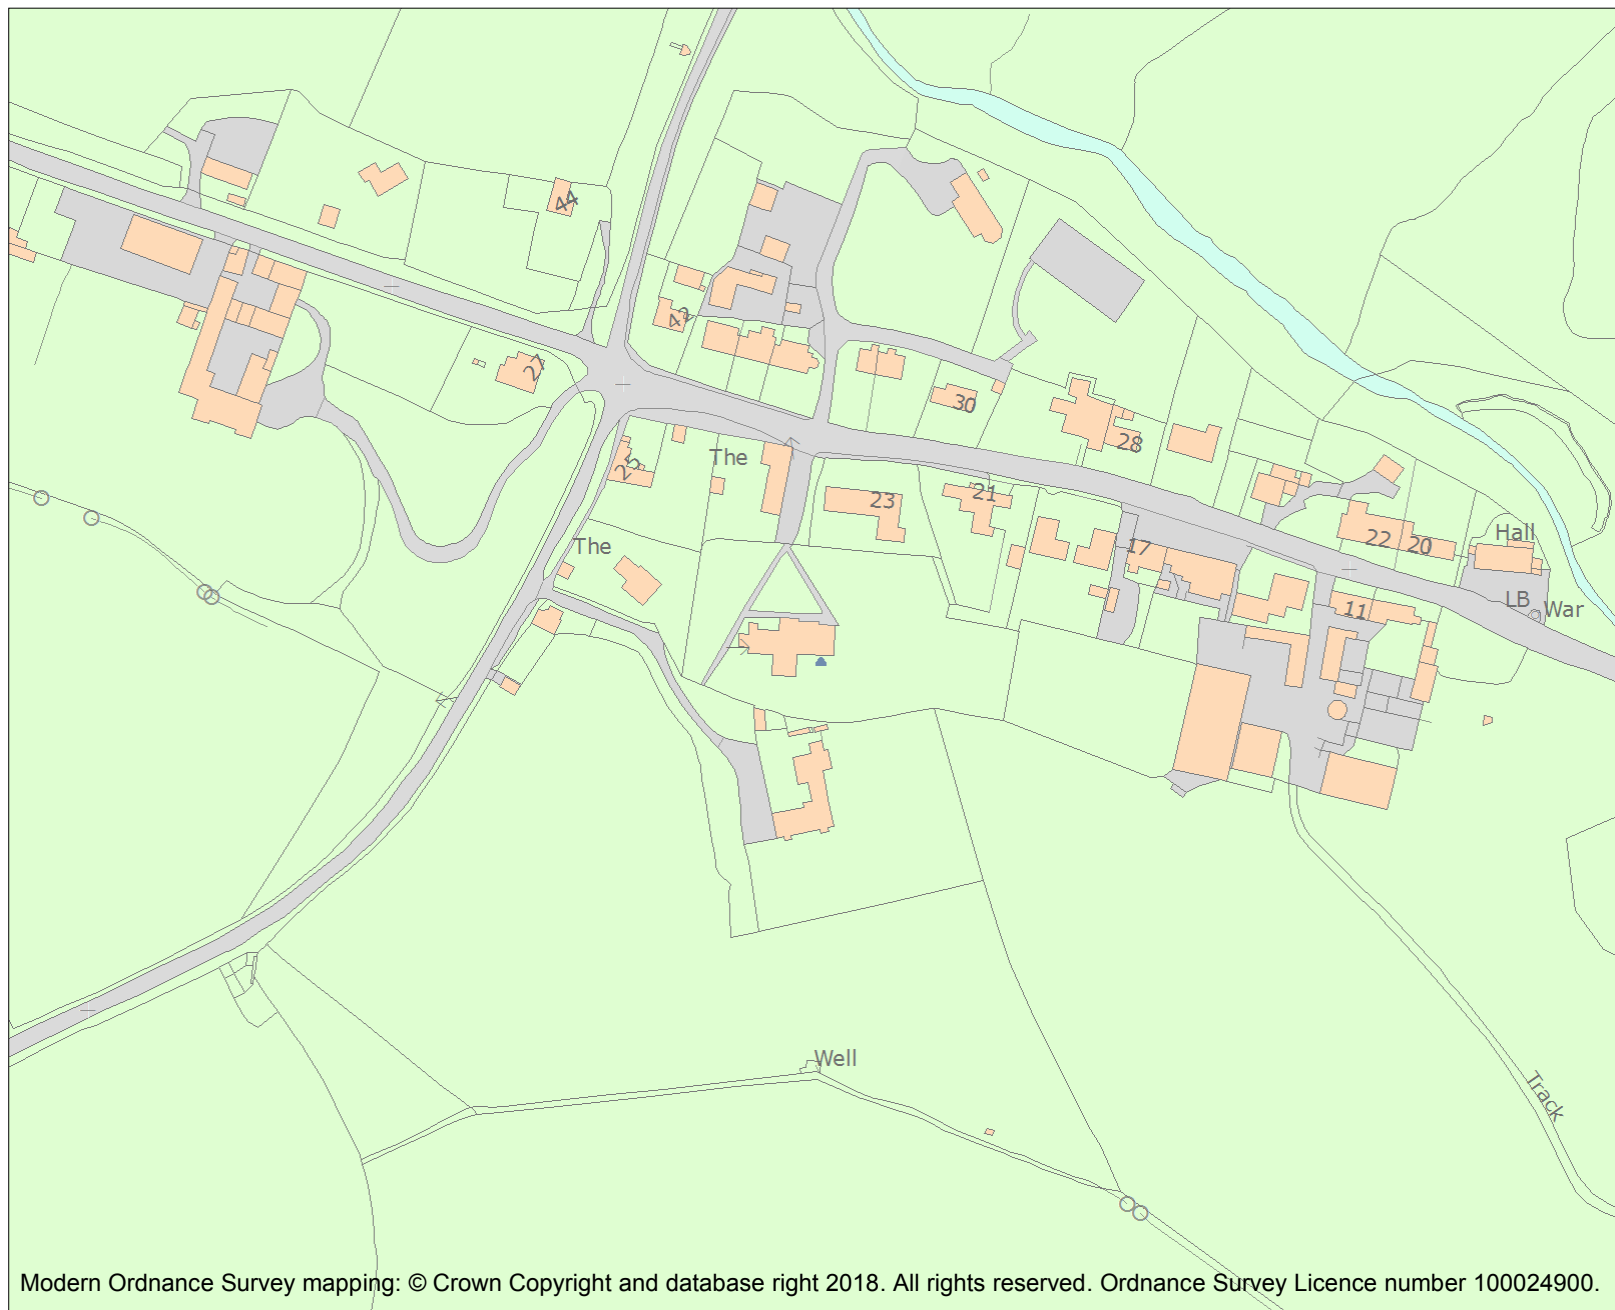 44
42
27
30
28
The
25
23
21
Hall
22
20
17
The
LB
War
11
Well
Track
Modern Ordnance Survey mapping: © Crown Copyright and database right 2018. All rights reserved. Ordnance Survey Licence number 100024900.